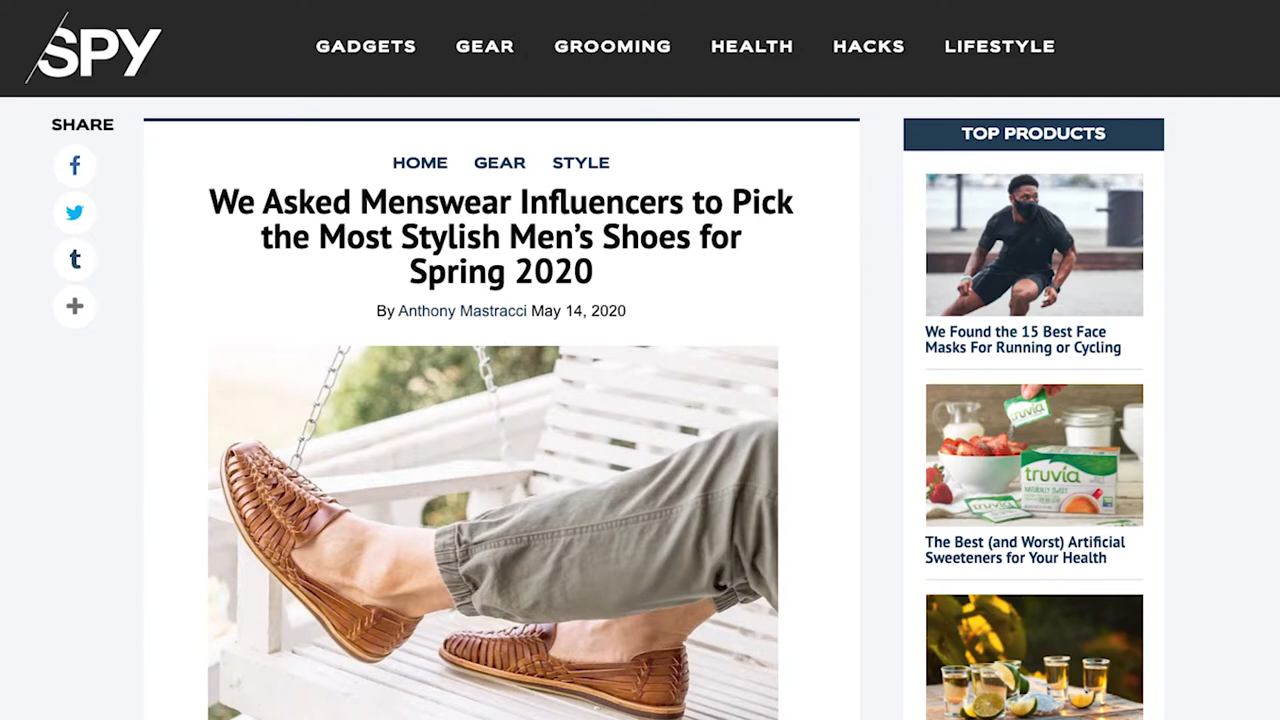 SPY
GADGETS GEAR GROOMING HEALTH HACKS LIFESTYLE
SHARE
HOME GEAR STYLE
We Asked Menswear Influencers to Pick
the Most Stylish Men's Shoes for
Spring 2020
By Anthony Mastracci May 14, 2020
TOP PRODUCTS
We Found the 15 Best Face
Masks For Running or Cycling
truvia
truvia
NATURALLY SWEET
truvia
The Best (and Worst) Artificial
Sweeteners for Your Health